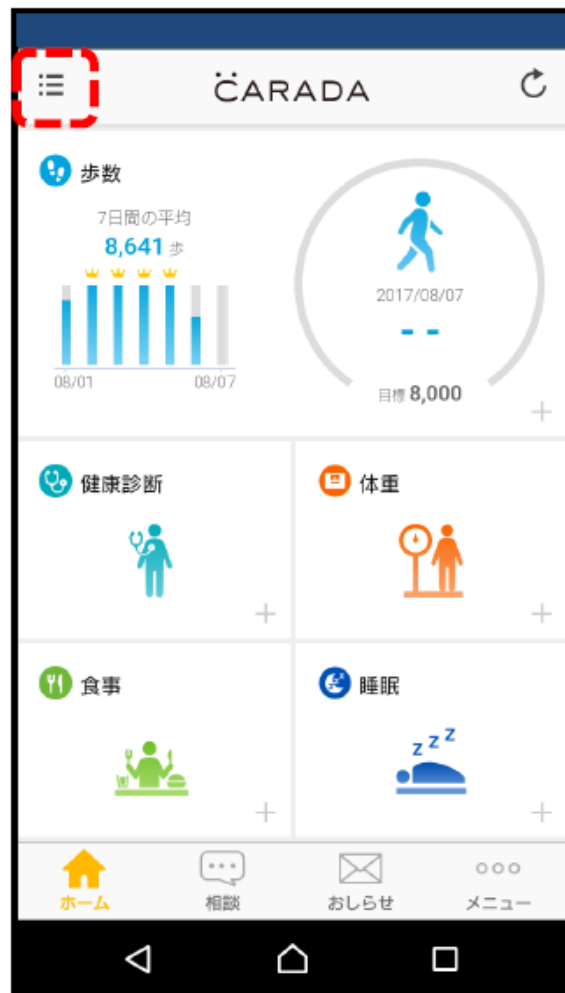 CARADA
歩数
7日間の平均
8,641 歩
08/01 08/07
2017/08/07
--
目標 8,000
健康診断
体重
食事
睡眠
z z z
ホーム
相談
おしらせ
メニュー